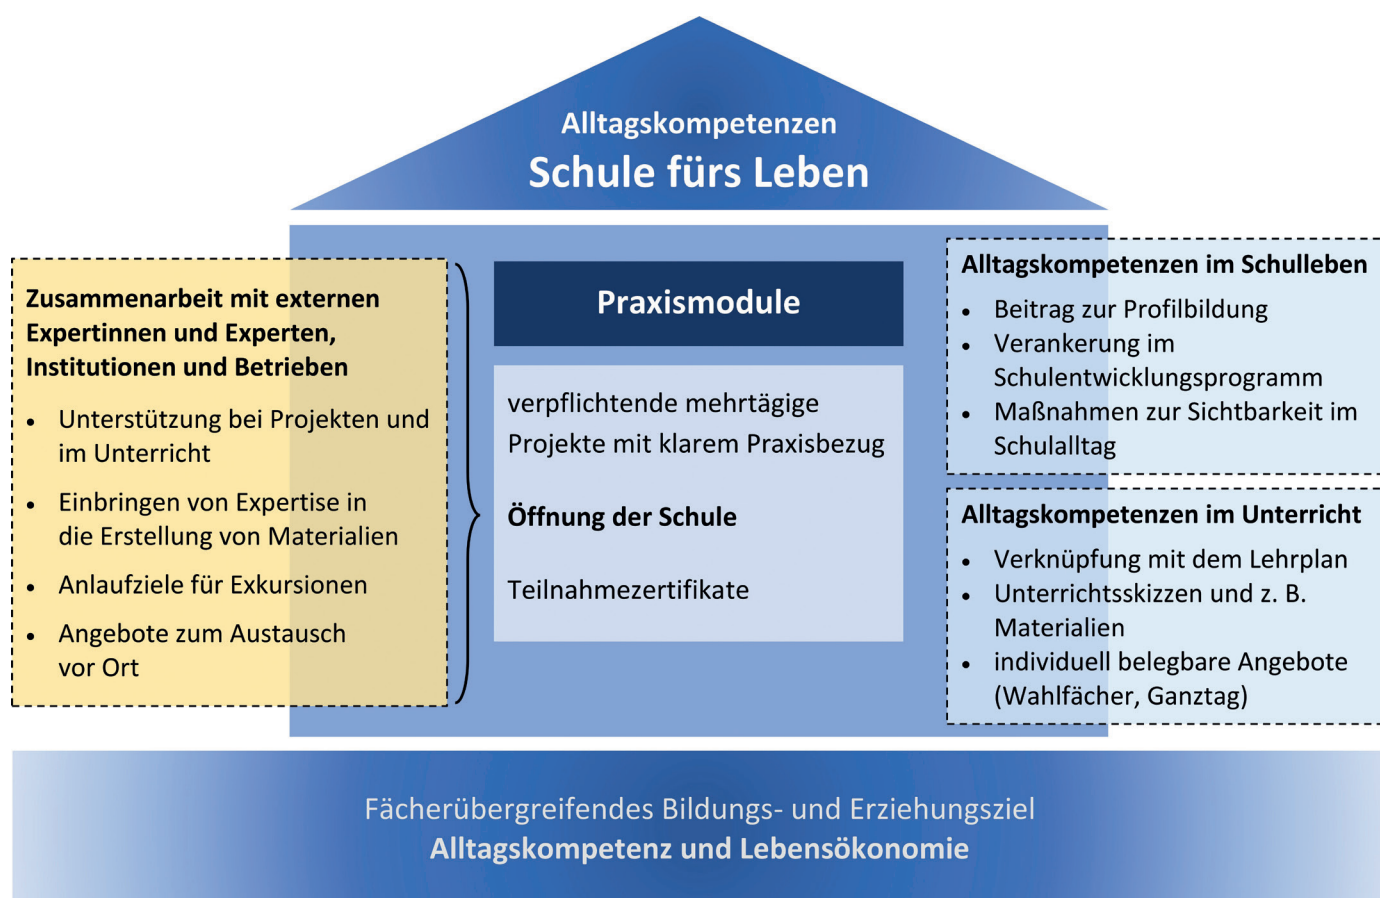 Alltagskompetenzen
Schule fürs Leben
Zusammenarbeit mit externen
Expertinnen und Experten,
Institutionen und Betrieben
• Unterstützung bei Projekten und
im Unterricht
• Einbringen von Expertise in
die Erstellung von Materialien
• Anlaufziele für Exkursionen
• Angebote zum Austausch
vor Ort
Praxismodule
verpflichtende mehrtägige
Projekte mit klarem Praxisbezug
Öffnung der Schule
Teilnahmezertifikate
Alltagskompetenzen im Schulleben
• Beitrag zur Profilbildung
• Verankerung im
Schulentwicklungsprogramm
• Maßnahmen zur Sichtbarkeit im
Schulalltag
Alltagskompetenzen im Unterricht
• Verknüpfung mit dem Lehrplan
• Unterrichtsskizzen und z. B.
Materialien
• individuell belegbare Angebote
(Wahlfächer, Ganztag)
Fächerübergreifendes Bildungs- und Erziehungsziel
Alltagskompetenz und Lebensökonomie